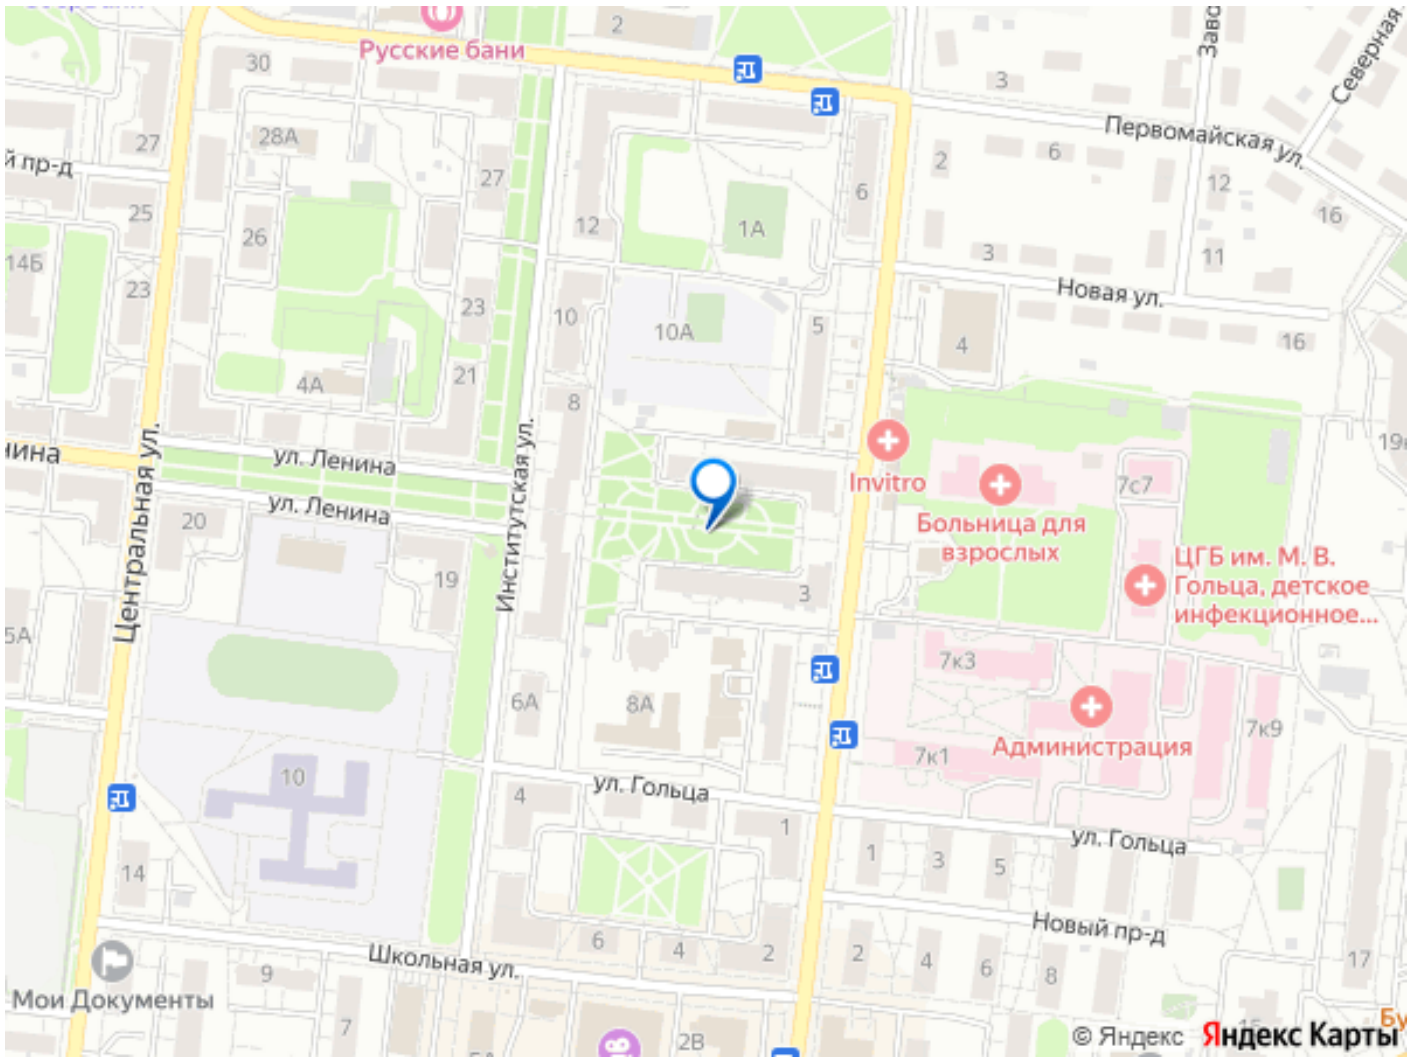 Русские бани
2
30
27
28А
27
й пр-д
25
26
14Б
23
23
12
1А
6
10
10А
5
4А
21
8
3
Северная
Первомайская ул.
2
6
12
16
3
11
Новая ул.
4
16
нина
Центральная ул.
ул. Ленина
ул. Ленина
Институтская ул.
20
19
Invitro
Больница для
взрослых
7с7
ЦГБ им. М. В.
Гольца, детское
инфекционное...
3
5А
6А
8А
7к3
7к9
Администрация
7к1
10
ул. Гольца
4
1
ул. Гольца
1
3
5
14
Новый пр-д
Школьная ул.
6
4
2
2
4
6
8
17
9
Мои Документы
7
2В
© Яндекс
Яндекс Карты